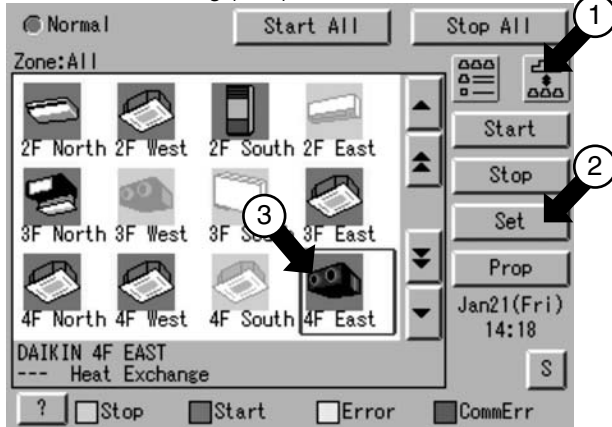 Normal
Start All
Stop All
1
Zone:All
2F North 2F West 2F South 2F East
Start
Stop
2
3F North 3F West 3F South 3F East
3
Set
Prop
4F North 4F West 4F South 4F East
Jan21(Fri)
14:18
DAIKIN 4F EAST
--- Heat Exchange
S
? Stop Start Error CommErr